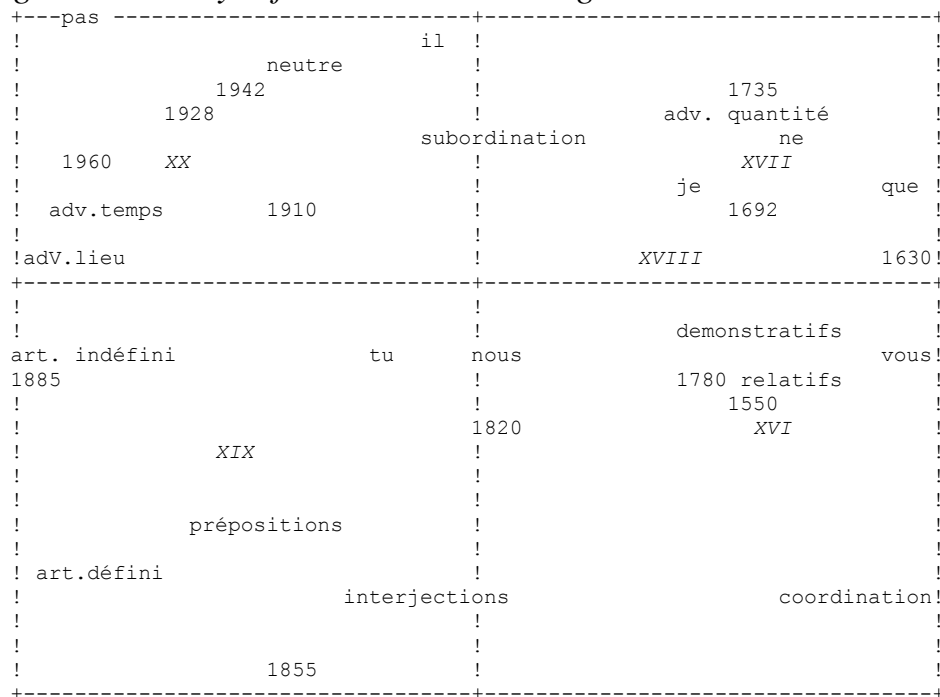 +---pas ----------------------------+-----------------------------------+
! il ! !
! neutre ! !
! 1942 ! 1735 !
! 1928 ! adv. quantité !
! subordination ne !
! 1960 XX ! XVII !
! ! je que !
! adv.temps 1910 ! 1692 !
! ! !
!adV.lieu ! XVIII 1630!
+-----------------------------------+-----------------------------------+
! ! !
! ! demonstratifs !
art. indéfini tu nous vous!
1885 ! 1780 relatifs !
! ! 1550 !
! 1820 XVI !
! XIX ! !
! ! !
! ! !
! prépositions ! !
! ! !
! art.défini ! !
! interjections coordination!
! ! !
! ! !
! 1855 ! !
+-----------------------------------+-----------------------------------+